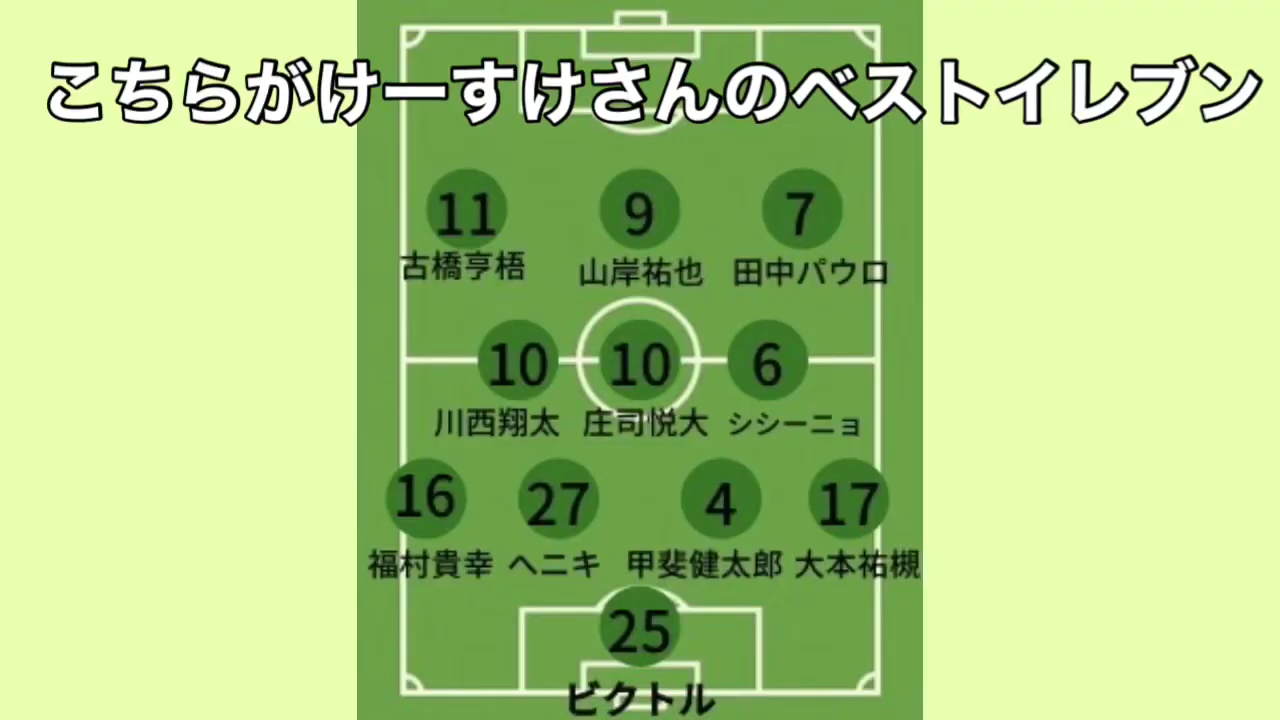 こちらがけーすけさんのベストイレブン
11 9 7
古橋亨梧 山岸祐也 田中パウロ
10 10 6
川西翔太 庄司悦大 シシーニョ
16 27 4 17
福村貴幸 ヘニキ 甲斐健太郎 大本祐槻
25
ビクトル